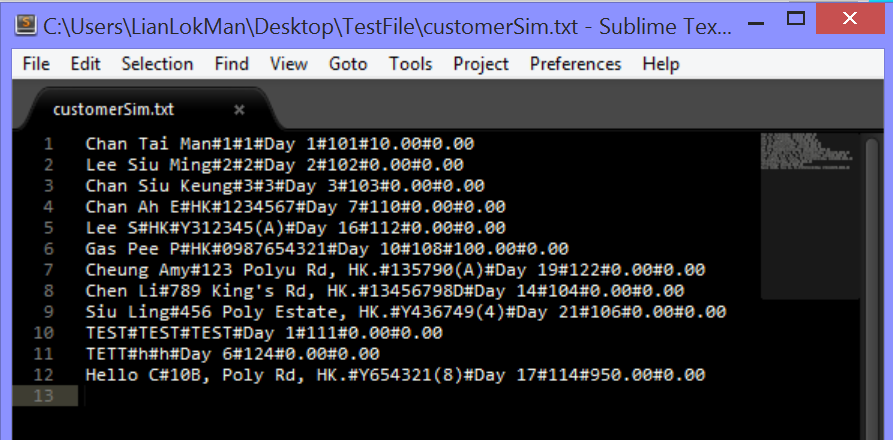 C:\Users\LianLokMan\Desktop\TestFile\customerSim.txt - Sublime Tex...
File Edit Selection Find View Goto Tools Project Preferences Help
customerSim.txt ×
1 Chan Tai Man#1#1#Day 1#101#10.00#0.00
2 Lee Siu Ming#2#2#Day 2#102#0.00#0.00
3 Chan Siu Keung#3#3#Day 3#103#0.00#0.00
4 Chan Ah E#HK#1234567#Day 7#110#0.00#0.00
5 Lee S#HK#Y312345(A)#Day 16#112#0.00#0.00
6 Gas Pee P#HK#0987654321#Day 10#108#100.00#0.00
7 Cheung Amy#123 Polyu Rd, HK.#135790(A)#Day 19#122#0.00#0.00
8 Chen Li#789 King's Rd, HK.#13456798D#Day 14#104#0.00#0.00
9 Siu Ling#456 Poly Estate, HK.#Y436749(4)#Day 21#106#0.00#0.00
10 TEST#TEST#TEST#Day 1#111#0.00#0.00
11 TETT#h#h#Day 6#124#0.00#0.00
12 Hello C#10B, Poly Rd, HK.#Y654321(8)#Day 17#114#950.00#0.00
13